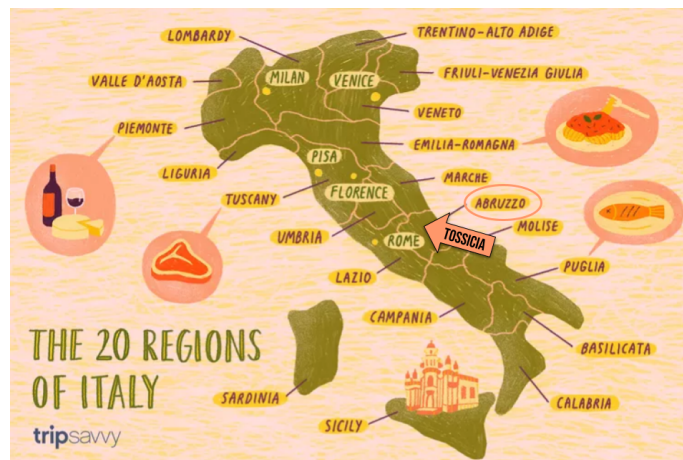 LOMBARDY
TRENTINO-ALTO ADIGE
VALLE D'AOSTA
MILAN
VENICE
FRIULI-VENEZIA GIULIA
VENETO
PIEMONTE
EMILIA-ROMAGNA
PISA
LIGURIA
MARCHE
FLORENCE
TUSCANY
ABRUZZO
MOLISE
UMBRIA
ROME
TOSSICIA
LAZIO
PUGLIA
CAMPANIA
BASILICATA
THE 20 REGIONS
OF ITALY
SARDINIA
CALABRIA
SICILY
tripsavvy